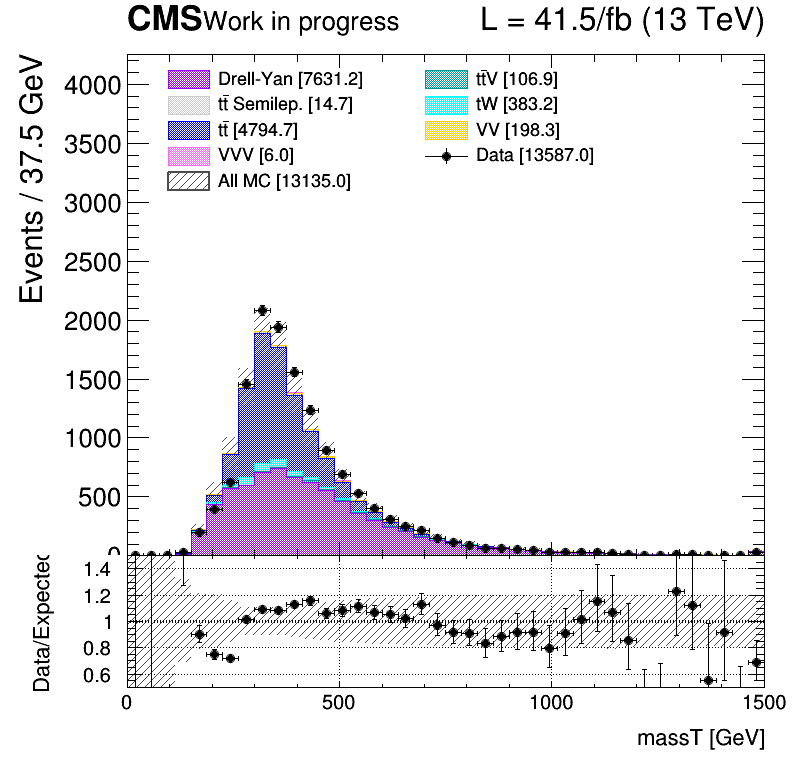 CMS Work in progress L = 41.5/fb (13 TeV)
Events / 37.5 GeV
4000
3500
3000
2500
2000
1500
1000
500
0
Drell-Yan [7631.2]
tt̄ Semilep. [14.7]
tt̄ [4794.7]
VVV [6.0]
All MC [13135.0]
tt̄V [106.9]
tW [383.2]
VV [198.3]
Data [13587.0]
Data/Expected
1.4
1.2
1
0.8
0.6
0 500 1000 1500
massT [GeV]